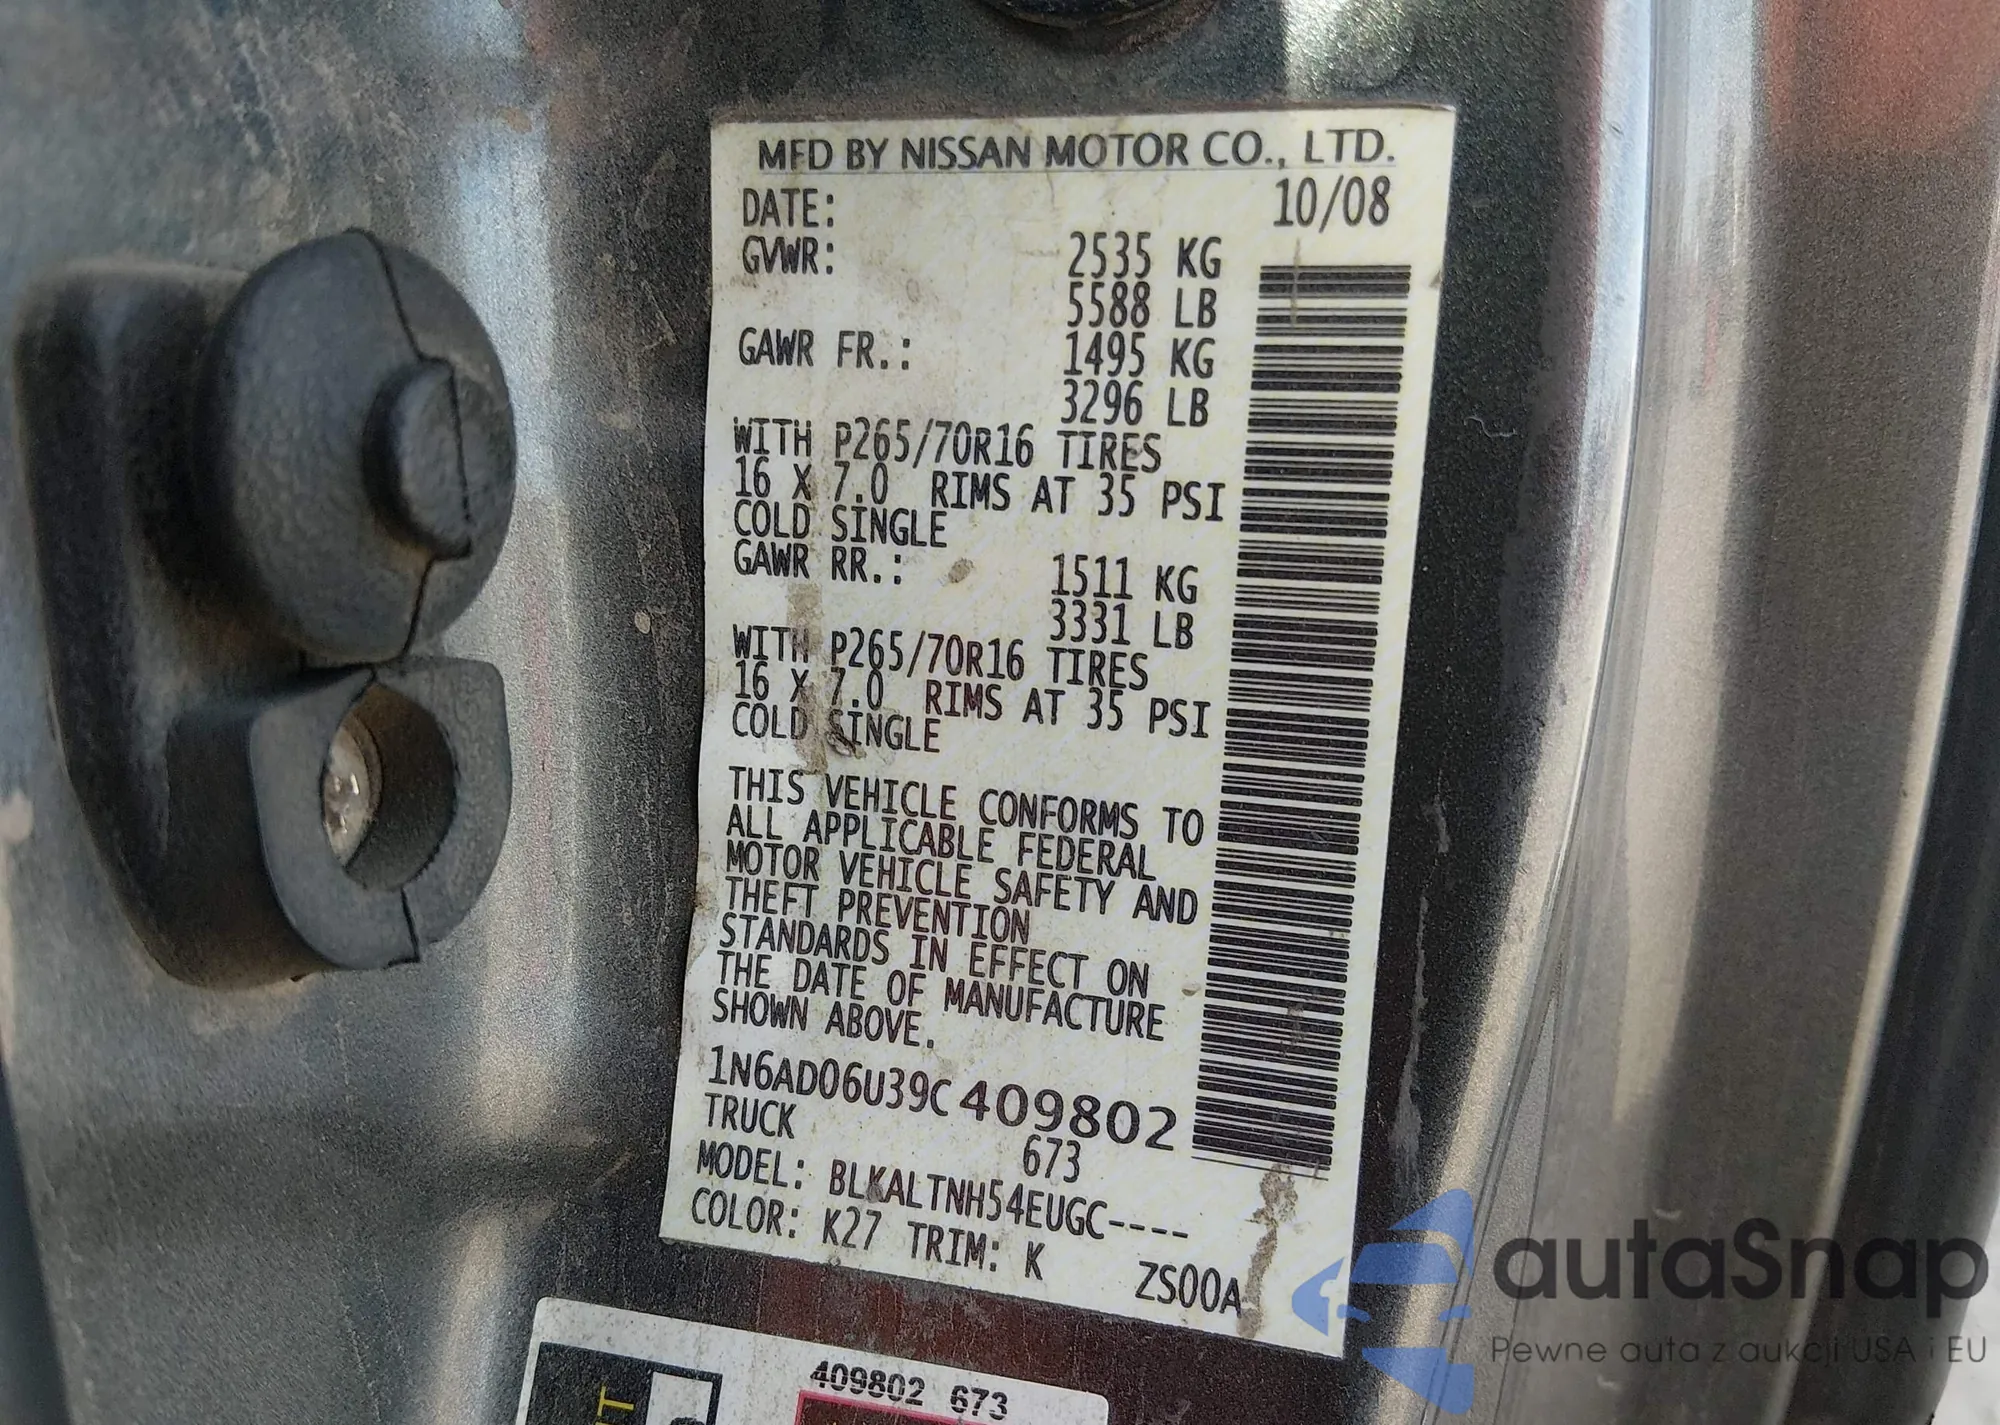 MFD BY NISSAN MOTOR CO., LTD.
DATE: 10/08
GVWR: 2535 KG
5588 LB
GAWR FR.: 1495 KG
3296 LB
WITH P265/70R16 TIRES
16 X 7.0 RIMS AT 35 PSI
COLD SINGLE
GAWR RR.: 1511 KG
3331 LB
WITH P265/70R16 TIRES
16 X 7.0 RIMS AT 35 PSI
COLD SINGLE
THIS VEHICLE CONFORMS TO
ALL APPLICABLE FEDERAL
MOTOR VEHICLE SAFETY AND
THEFT PREVENTION
STANDARDS IN EFFECT ON
THE DATE OF MANUFACTURE
SHOWN ABOVE.
1N6AD06U39C409802
TRUCK 673
MODEL: BLKALTNH54EUGC----
COLOR: K27 TRIM: K ZS00A
409802 673
autaSnap
Pewne auta z aukcji USA i EU